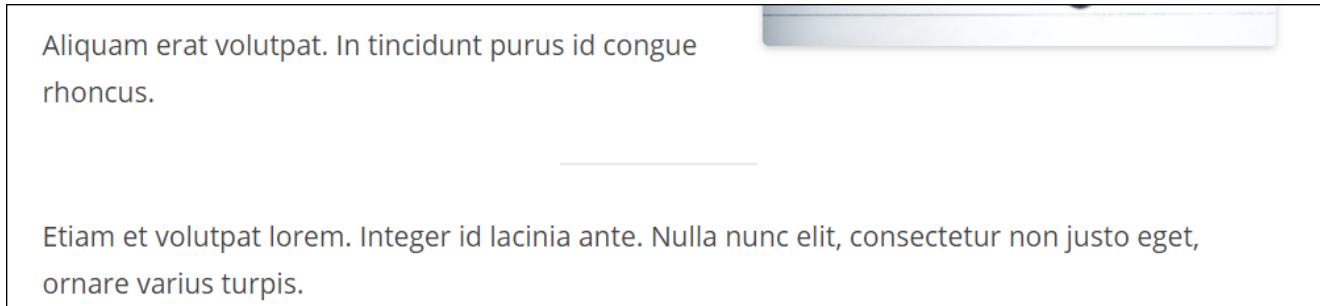 Aliquam erat volutpat. In tincidunt purus id congue
rhoncus.
Etiam et volutpat lorem. Integer id lacinia ante. Nulla nunc elit, consectetur non justo eget,
ornare varius turpis.